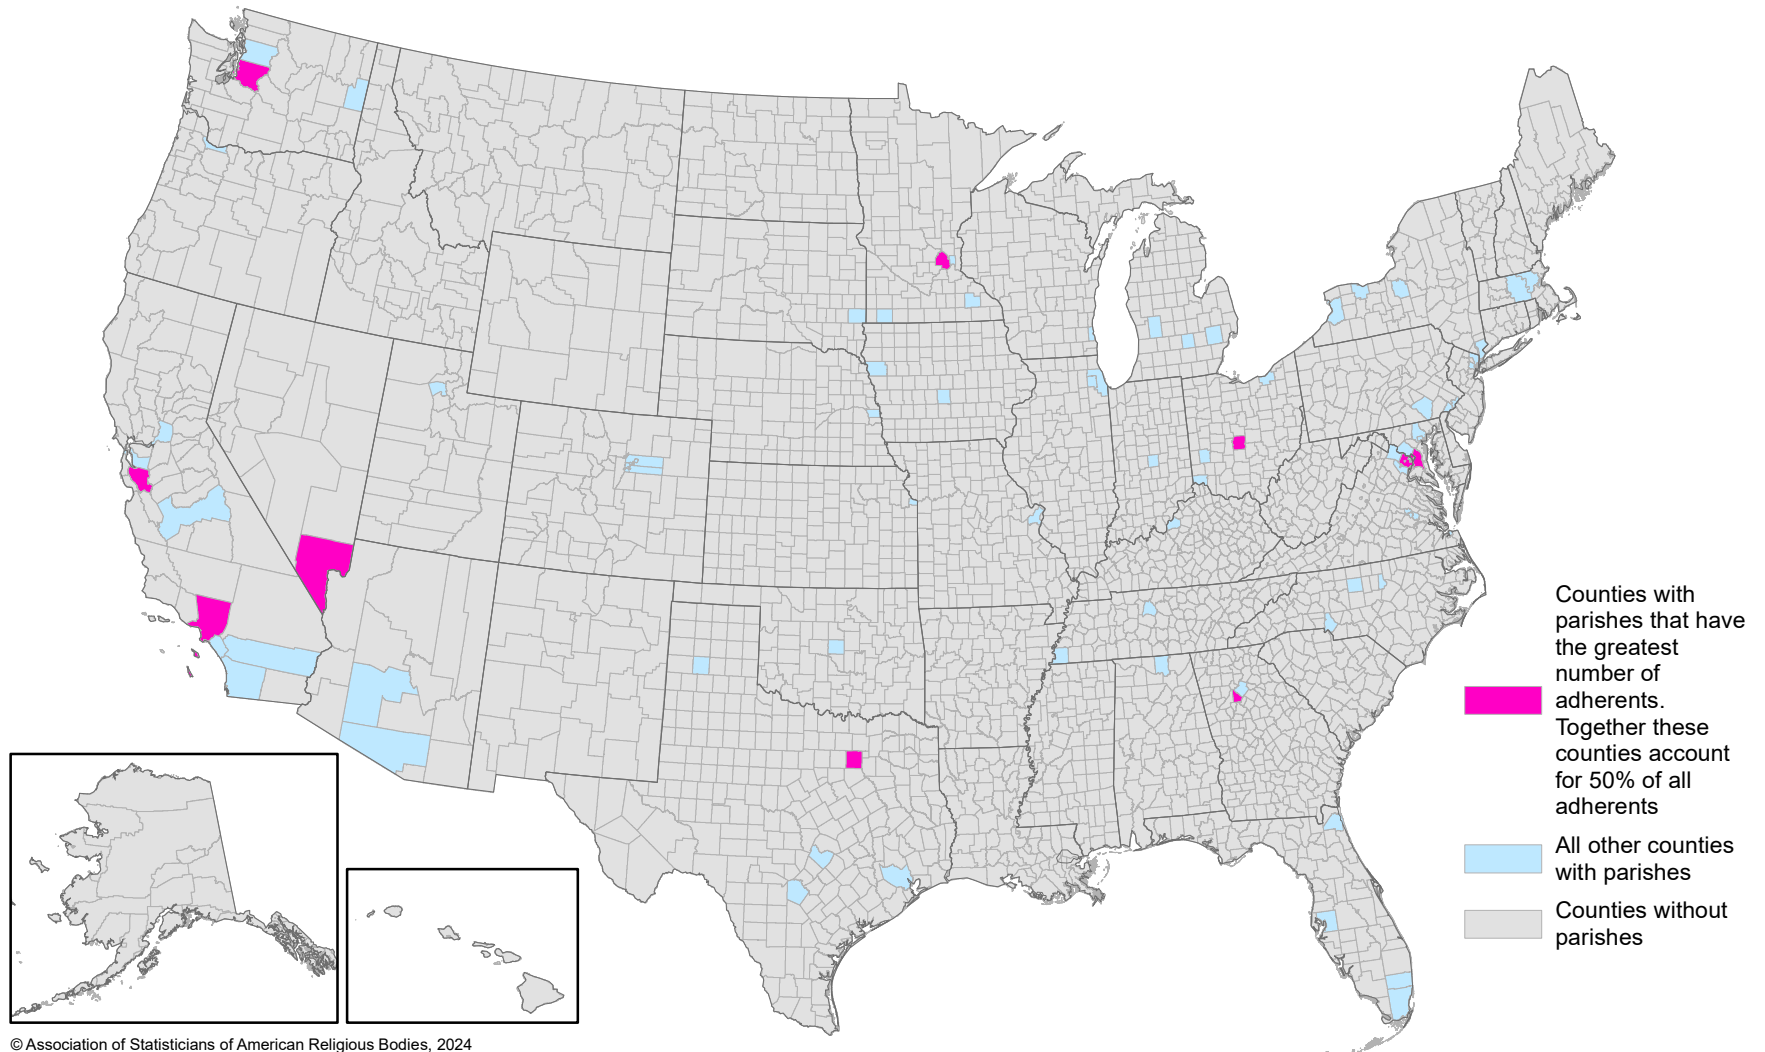 Counties with
parishes that have
the greatest
number of
adherents.
Together these
counties account
for 50% of all
adherents
All other counties
with parishes
Counties without
parishes
© Association of Statisticians of American Religious Bodies, 2024